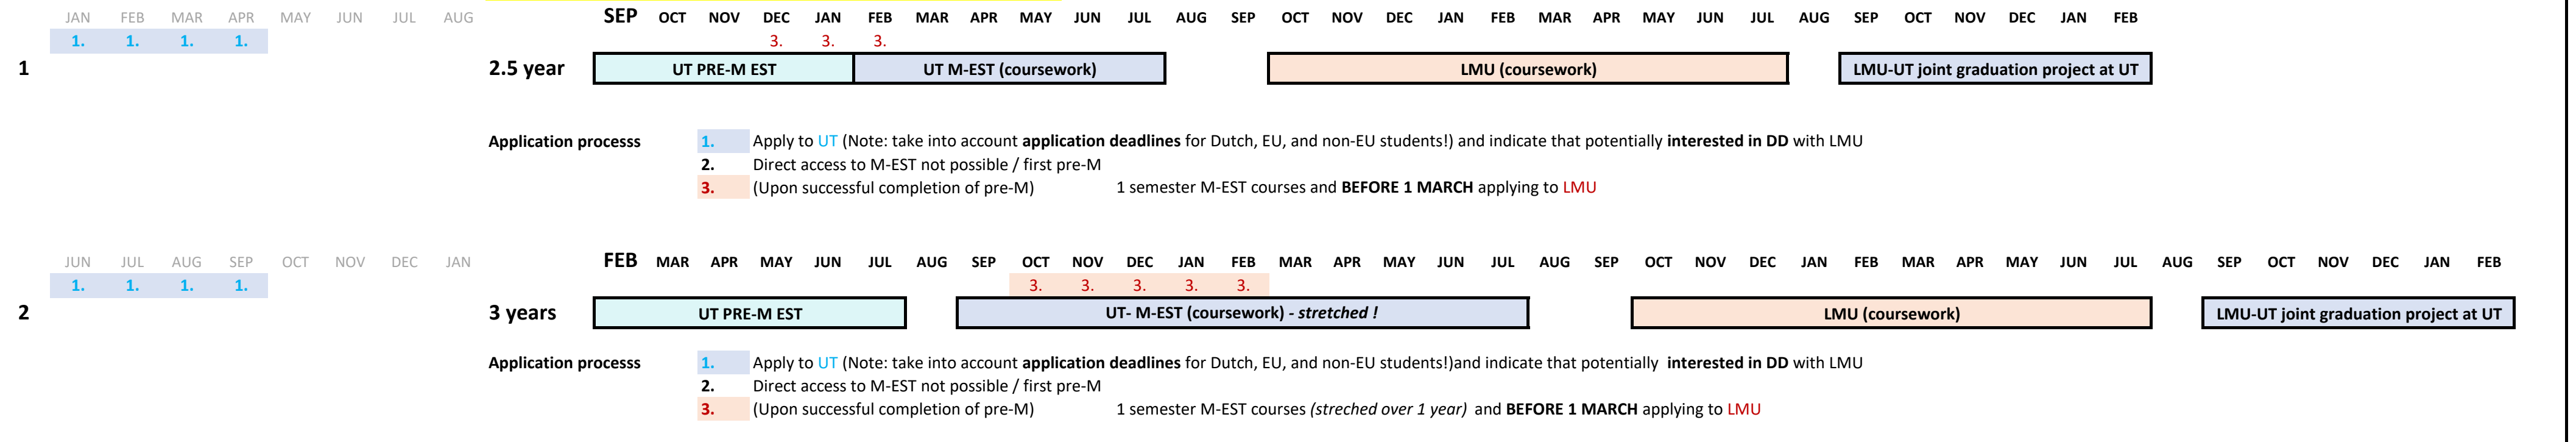 JAN FEB MAR APR MAY JUN JUL AUG SEP OCT NOV DEC JAN FEB MAR APR MAY JUN JUL AUG SEP OCT NOV DEC JAN FEB MAR APR MAY JUN JUL AUG SEP OCT NOV DEC JAN FEB
1. 1. 1. 1. 3. 3. 3.
1 2.5 year UT PRE-M EST UT M-EST (coursework) LMU (coursework) LMU-UT joint graduation project at UT
Application processs 1. Apply to UT (Note: take into account application deadlines for Dutch, EU, and non-EU students!) and indicate that potentially interested in DD with LMU
2. Direct access to M-EST not possible / first pre-M
3. (Upon successful completion of pre-M) 1 semester M-EST courses and BEFORE 1 MARCH applying to LMU
JUN JUL AUG SEP OCT NOV DEC JAN FEB MAR APR MAY JUN JUL AUG SEP OCT NOV DEC JAN FEB MAR APR MAY JUN JUL AUG SEP OCT NOV DEC JAN FEB MAR APR MAY JUN JUL AUG SEP OCT NOV DEC JAN FEB
1. 1. 1. 1. 3. 3. 3. 3. 3.
2 3 years UT PRE-M EST UT- M-EST (coursework) - stretched ! LMU (coursework) LMU-UT joint graduation project at UT
Application processs 1. Apply to UT (Note: take into account application deadlines for Dutch, EU, and non-EU students!)and indicate that potentially interested in DD with LMU
2. Direct access to M-EST not possible / first pre-M
3. (Upon successful completion of pre-M) 1 semester M-EST courses (streched over 1 year) and BEFORE 1 MARCH applying to LMU